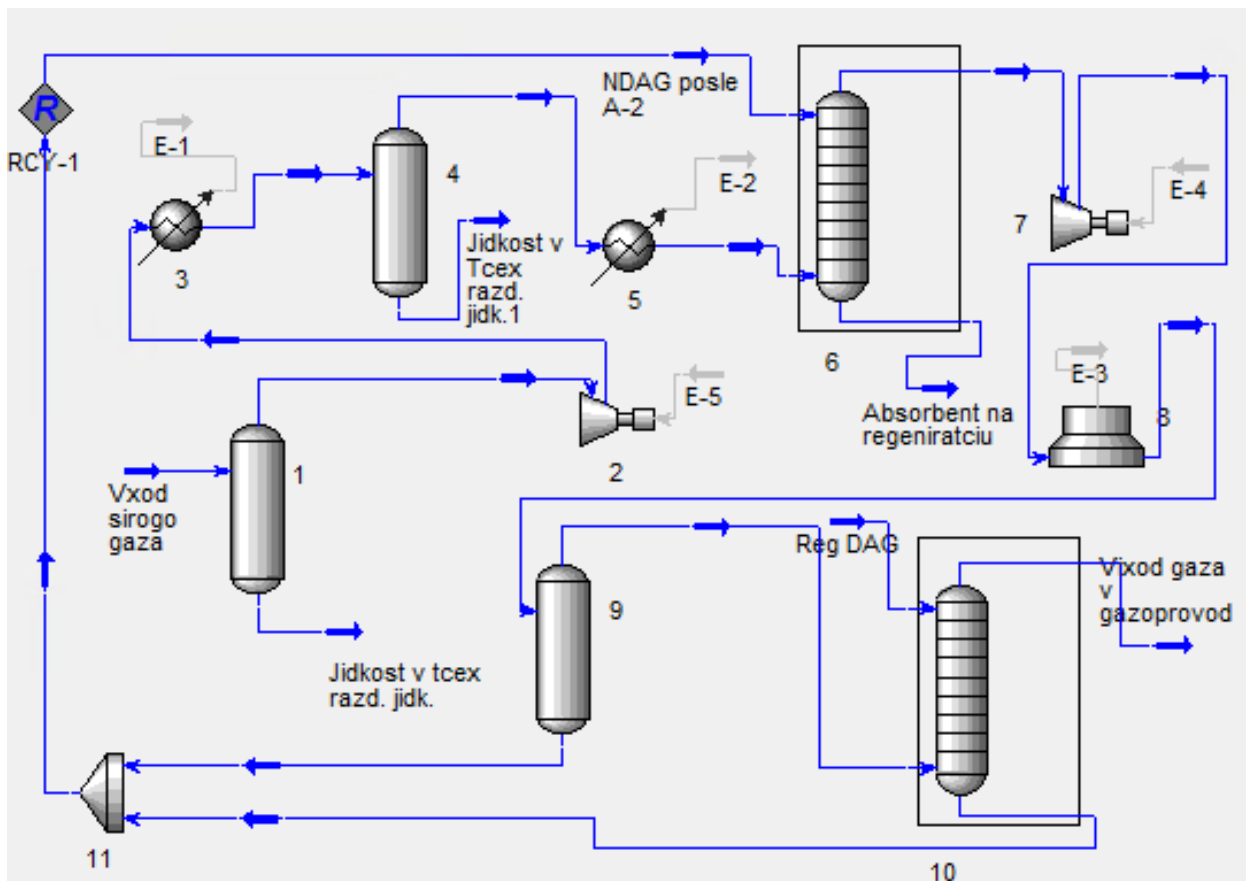 NDAG posle
A-2
R
RCY-1
E-1
4
E-2
E-4
3
Jidkost v
Tcex
razd.
jidk.1
5
7
6
E-3
E-5
Absorbent na
regeniratciu
8
1
2
Vxod
sirogo
gaza
Reg DAG
Vixod gaza
v
gazoprovod
9
Jidkost v tcex
razd. jidk.
11
10